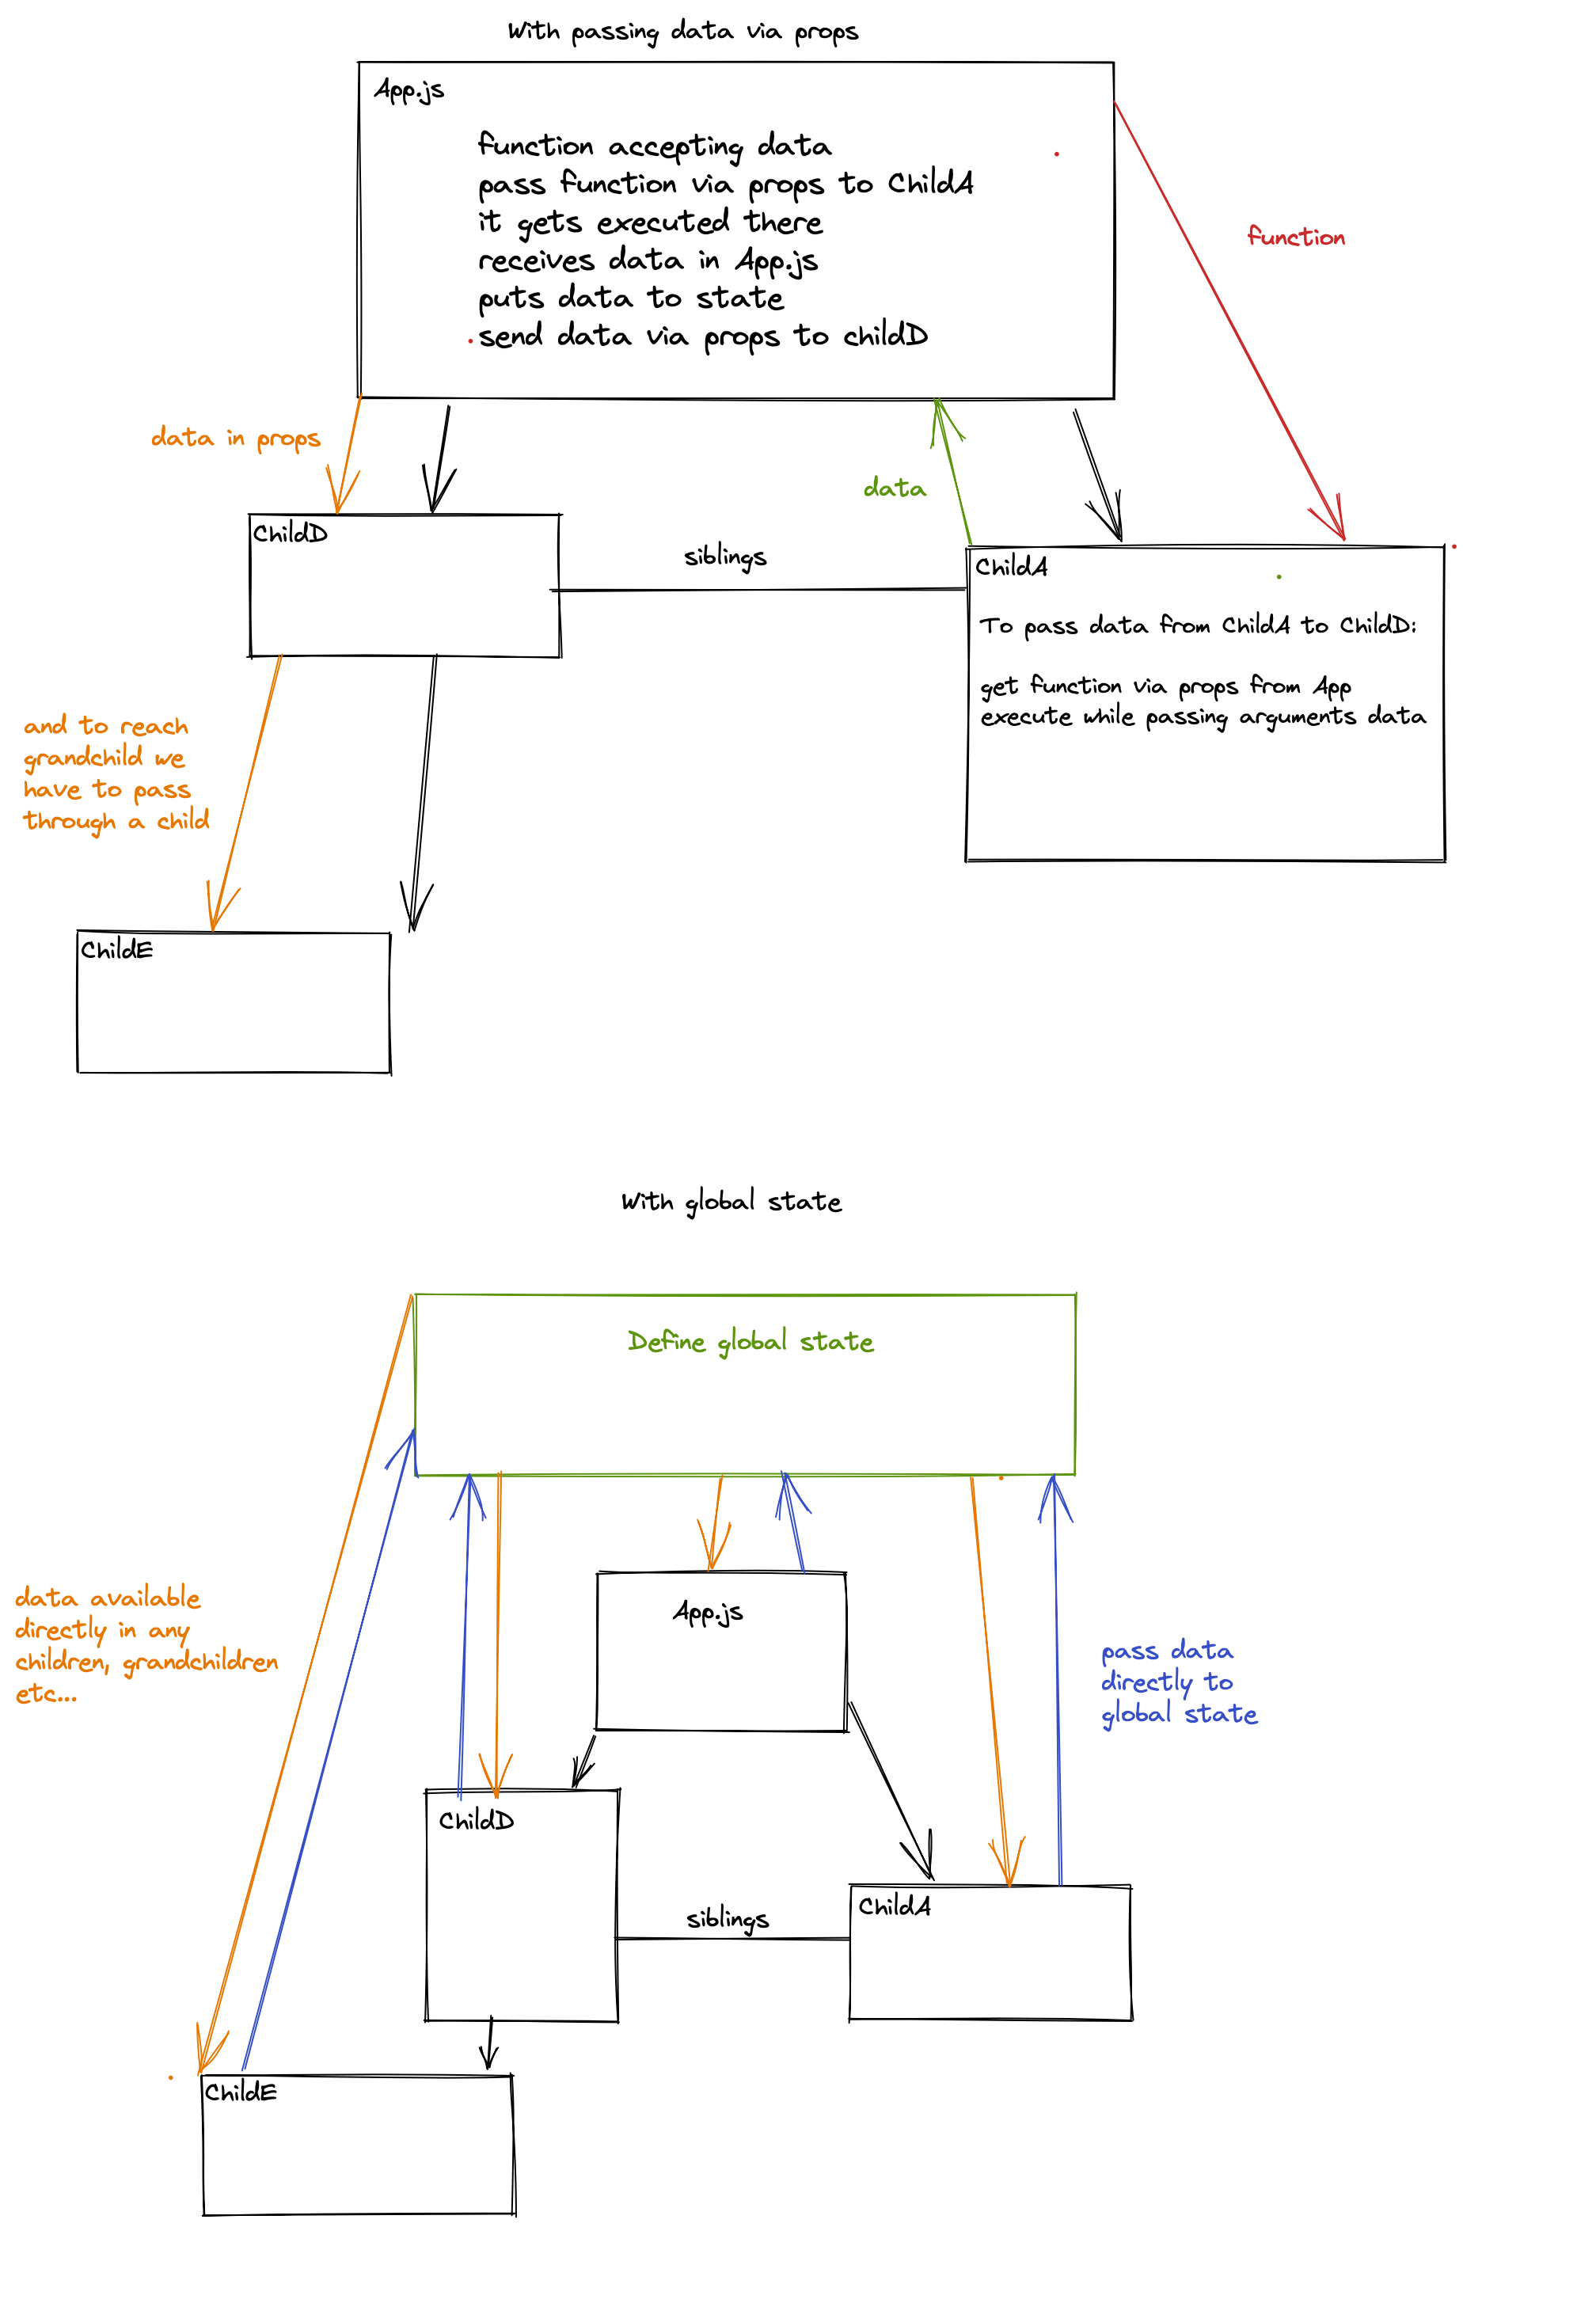 With passing data via props
App.js
function accepting data
pass function via props to ChildA
it gets executed there
receives data in App.js
puts data to state
send data via props to childD
function
data in props
data
ChildD
siblings
ChildA
To pass data from ChildA to ChildD:
get function via props from App
execute while passing arguments data
and to reach
grandchild we
have to pass
through a child
ChildE
With global state
Define global state
App.js
data available
directly in any
children, grandchildren
etc...
pass data
directly to
global state
ChildD
siblings
ChildA
ChildE